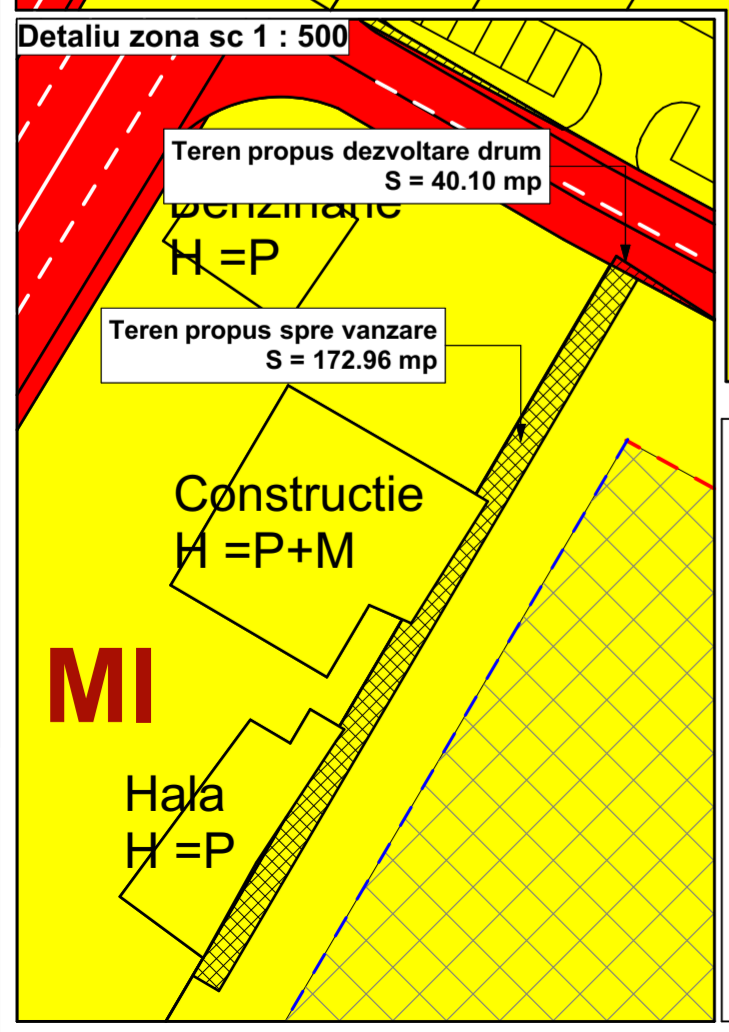 Detaliu zona sc 1 : 500
Teren propus dezvoltare drum
S = 40.10 mp
Benzinarie
H =P
Teren propus spre vanzare
S = 172.96 mp
Constructie
H =P+M
MI
Hala
H =P